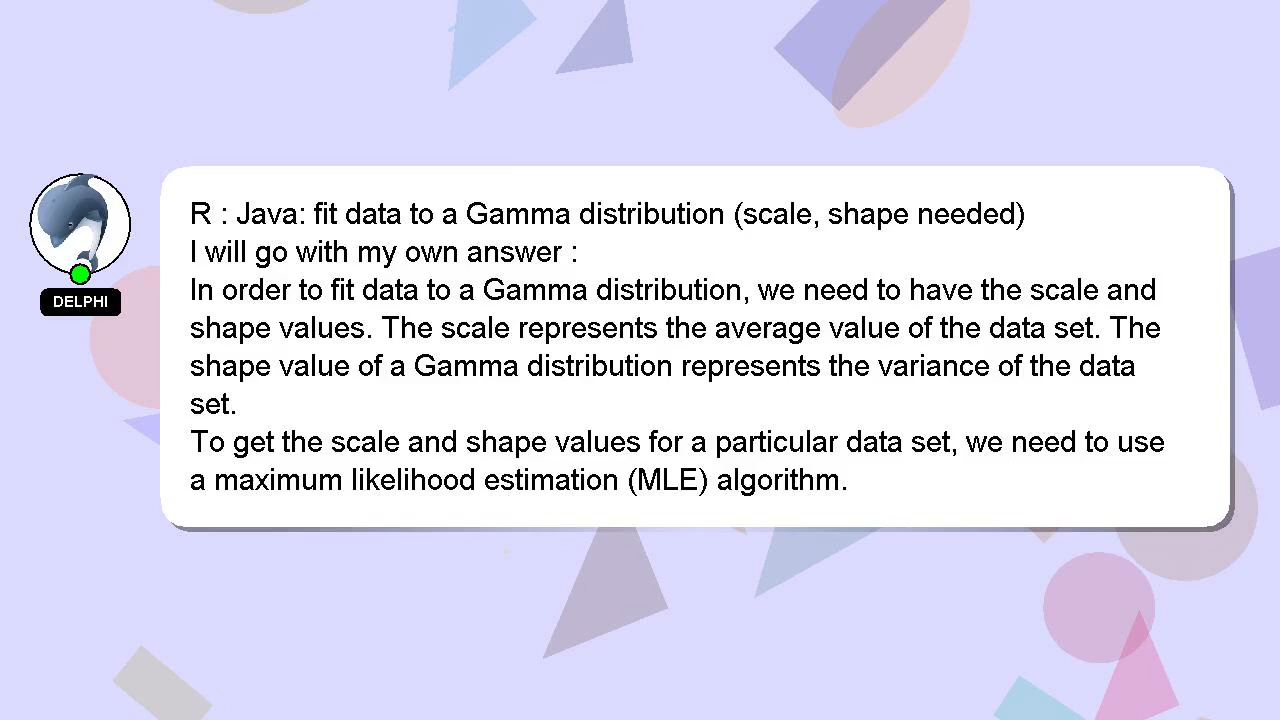 R : Java: fit data to a Gamma distribution (scale, shape needed)
I will go with my own answer :
In order to fit data to a Gamma distribution, we need to have the scale and
shape values. The scale represents the average value of the data set. The
shape value of a Gamma distribution represents the variance of the data
set.
To get the scale and shape values for a particular data set, we need to use
a maximum likelihood estimation (MLE) algorithm.
DELPHI